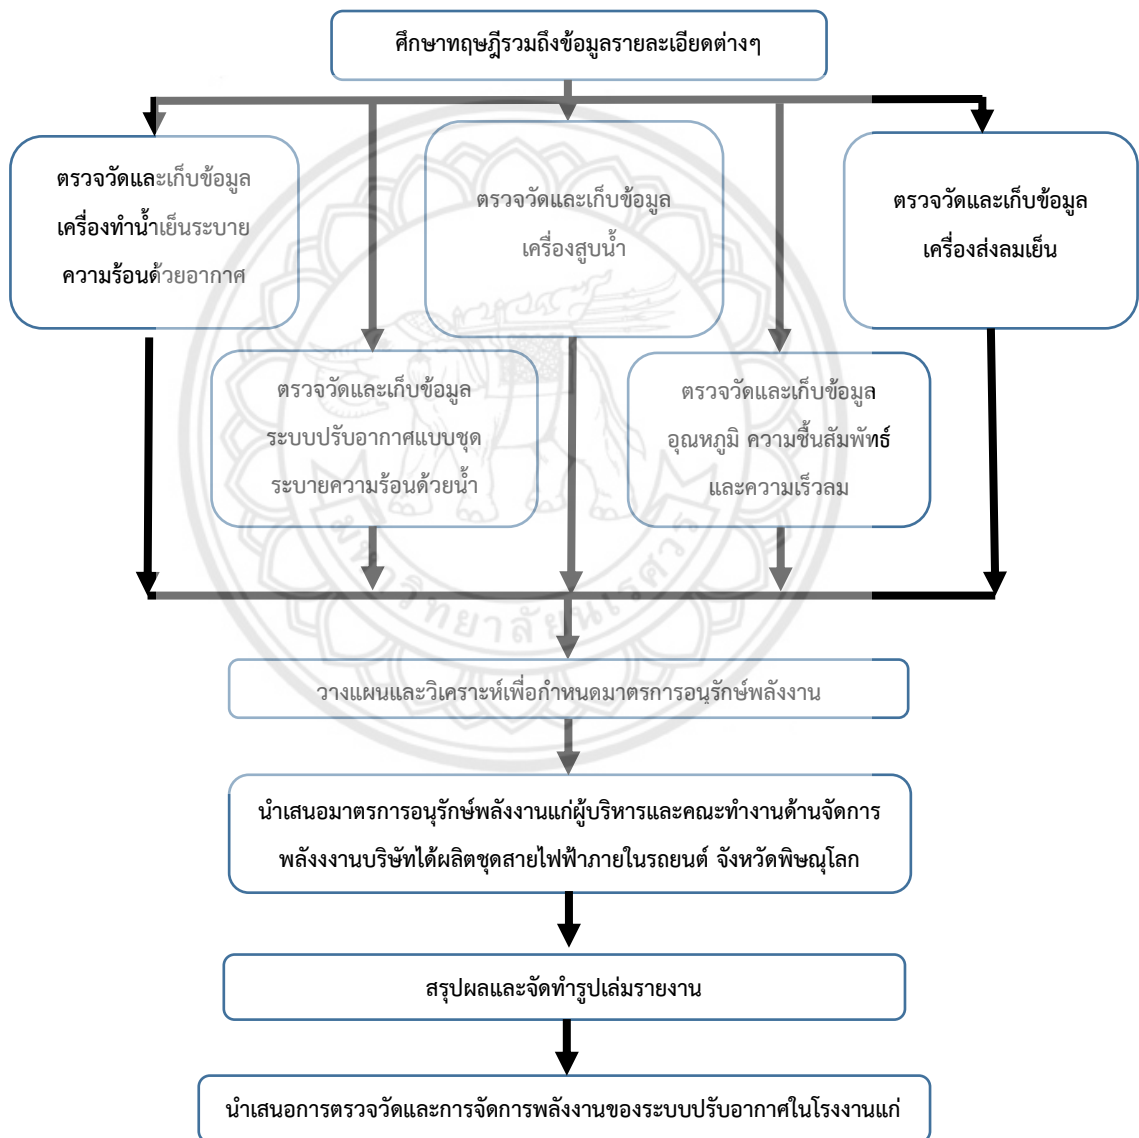 ศึกษาทฤษฎีรวมถึงข้อมูลรายละเอียดต่างๆ
ตรวจวัดและเก็บข้อมูล
เครื่องทำน้ำเย็นระบาย
ความร้อนด้วยอากาศ
ตรวจวัดและเก็บข้อมูล
เครื่องสูบน้ำ
ตรวจวัดและเก็บข้อมูล
เครื่องส่งลมเย็น
ตรวจวัดและเก็บข้อมูล
ระบบปรับอากาศแบบชุด
ระบายความร้อนด้วยน้ำ
ตรวจวัดและเก็บข้อมูล
อุณหภูมิ ความชื้นสัมพัทธ์
และความเร็วลม
มหาวิทยาลัยนเรศวร
วางแผนและวิเคราะห์เพื่อกำหนดมาตรการอนุรักษ์พลังงาน
นำเสนอมาตรการอนุรักษ์พลังงานแก่ผู้บริหารและคณะทำงานด้านจัดการ
พลังงงานบริษัทได้ผลิตชุดสายไฟฟ้าภายในรถยนต์ จังหวัดพิษณุโลก
สรุปผลและจัดทำรูปเล่มรายงาน
นำเสนอการตรวจวัดและการจัดการพลังงานของระบบปรับอากาศในโรงงานแก่